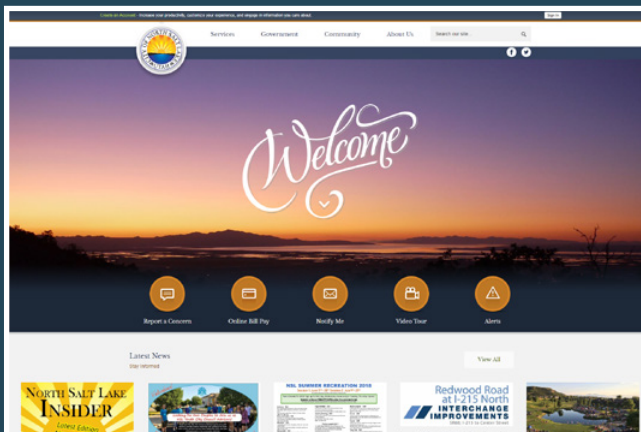 Create an Account - Increase your productivity, customize your experience, and engage in information you care about.
Sign In
Services
Government
Community
About Us
Search our site...
Welcome
Report a Concern
Online Bill Pay
Notify Me
Video Tour
Alerts
Latest News
Stay Informed
View All
NORTH SALT LAKE
INSIDER
Latest Edition
NSL SUMMER RECREATION 2018
Redwood Road
at I-215 North
INTERCHANGE
IMPROVEMENTS